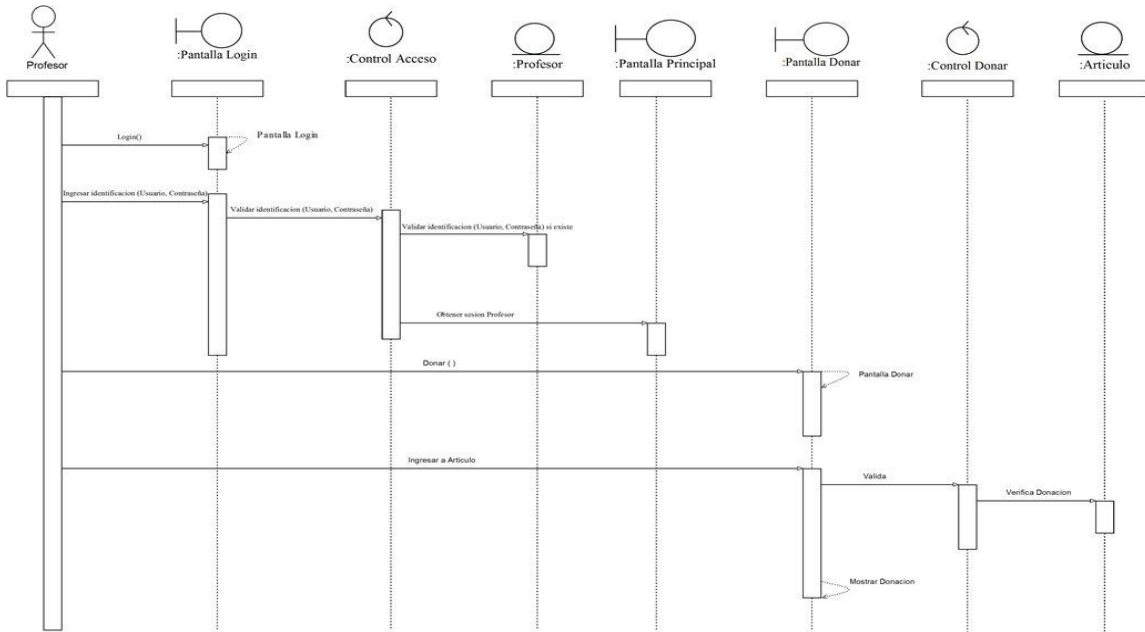 Profesor
:Pantalla Login
:Control Acceso
:Profesor
:Pantalla Principal
:Pantalla Donar
:Control Donar
:Articulo
Login()
Pantalla Login
Ingresar identificacion (Usuario, Contraseña)
Validar identificacion (Usuario, Contraseña)
Validar identificacion (Usuario, Contraseña) si existe
Obtener sesion Profesor
Donar ( )
Pantalla Donar
Ingresar a Articulo
Valida
Verifica Donacion
Mostrar Donacion